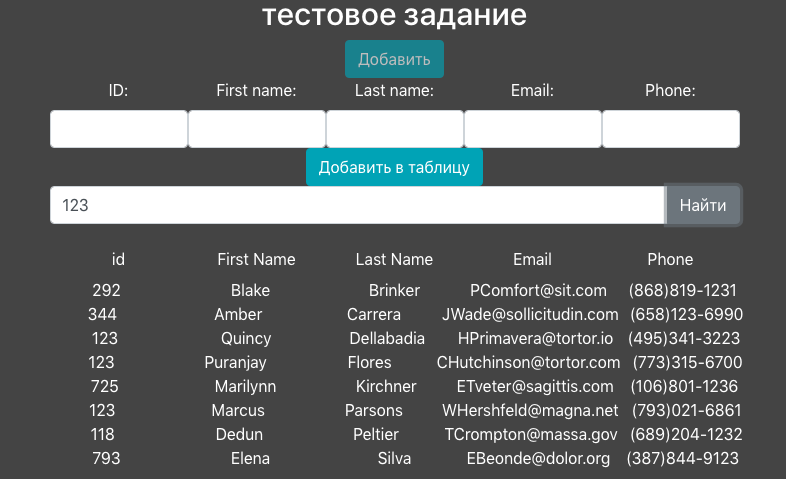 тестовое задание
Добавить
ID: First name: Last name: Email: Phone:
Добавить в таблицу
123 Найти
id First Name Last Name Email Phone
292 Blake Brinker PComfort@sit.com (868)819-1231
344 Amber Carrera JWade@sollicitudin.com (658)123-6990
123 Quincy Dellabadia HPrimavera@tortor.io (495)341-3223
123 Puranjay Flores CHutchinson@tortor.com (773)315-6700
725 Marilynn Kirchner ETveter@sagittis.com (106)801-1236
123 Marcus Parsons WHershfeld@magna.net (793)021-6861
118 Dedun Peltier TCrompton@massa.gov (689)204-1232
793 Elena Silva EBeonde@dolor.org (387)844-9123